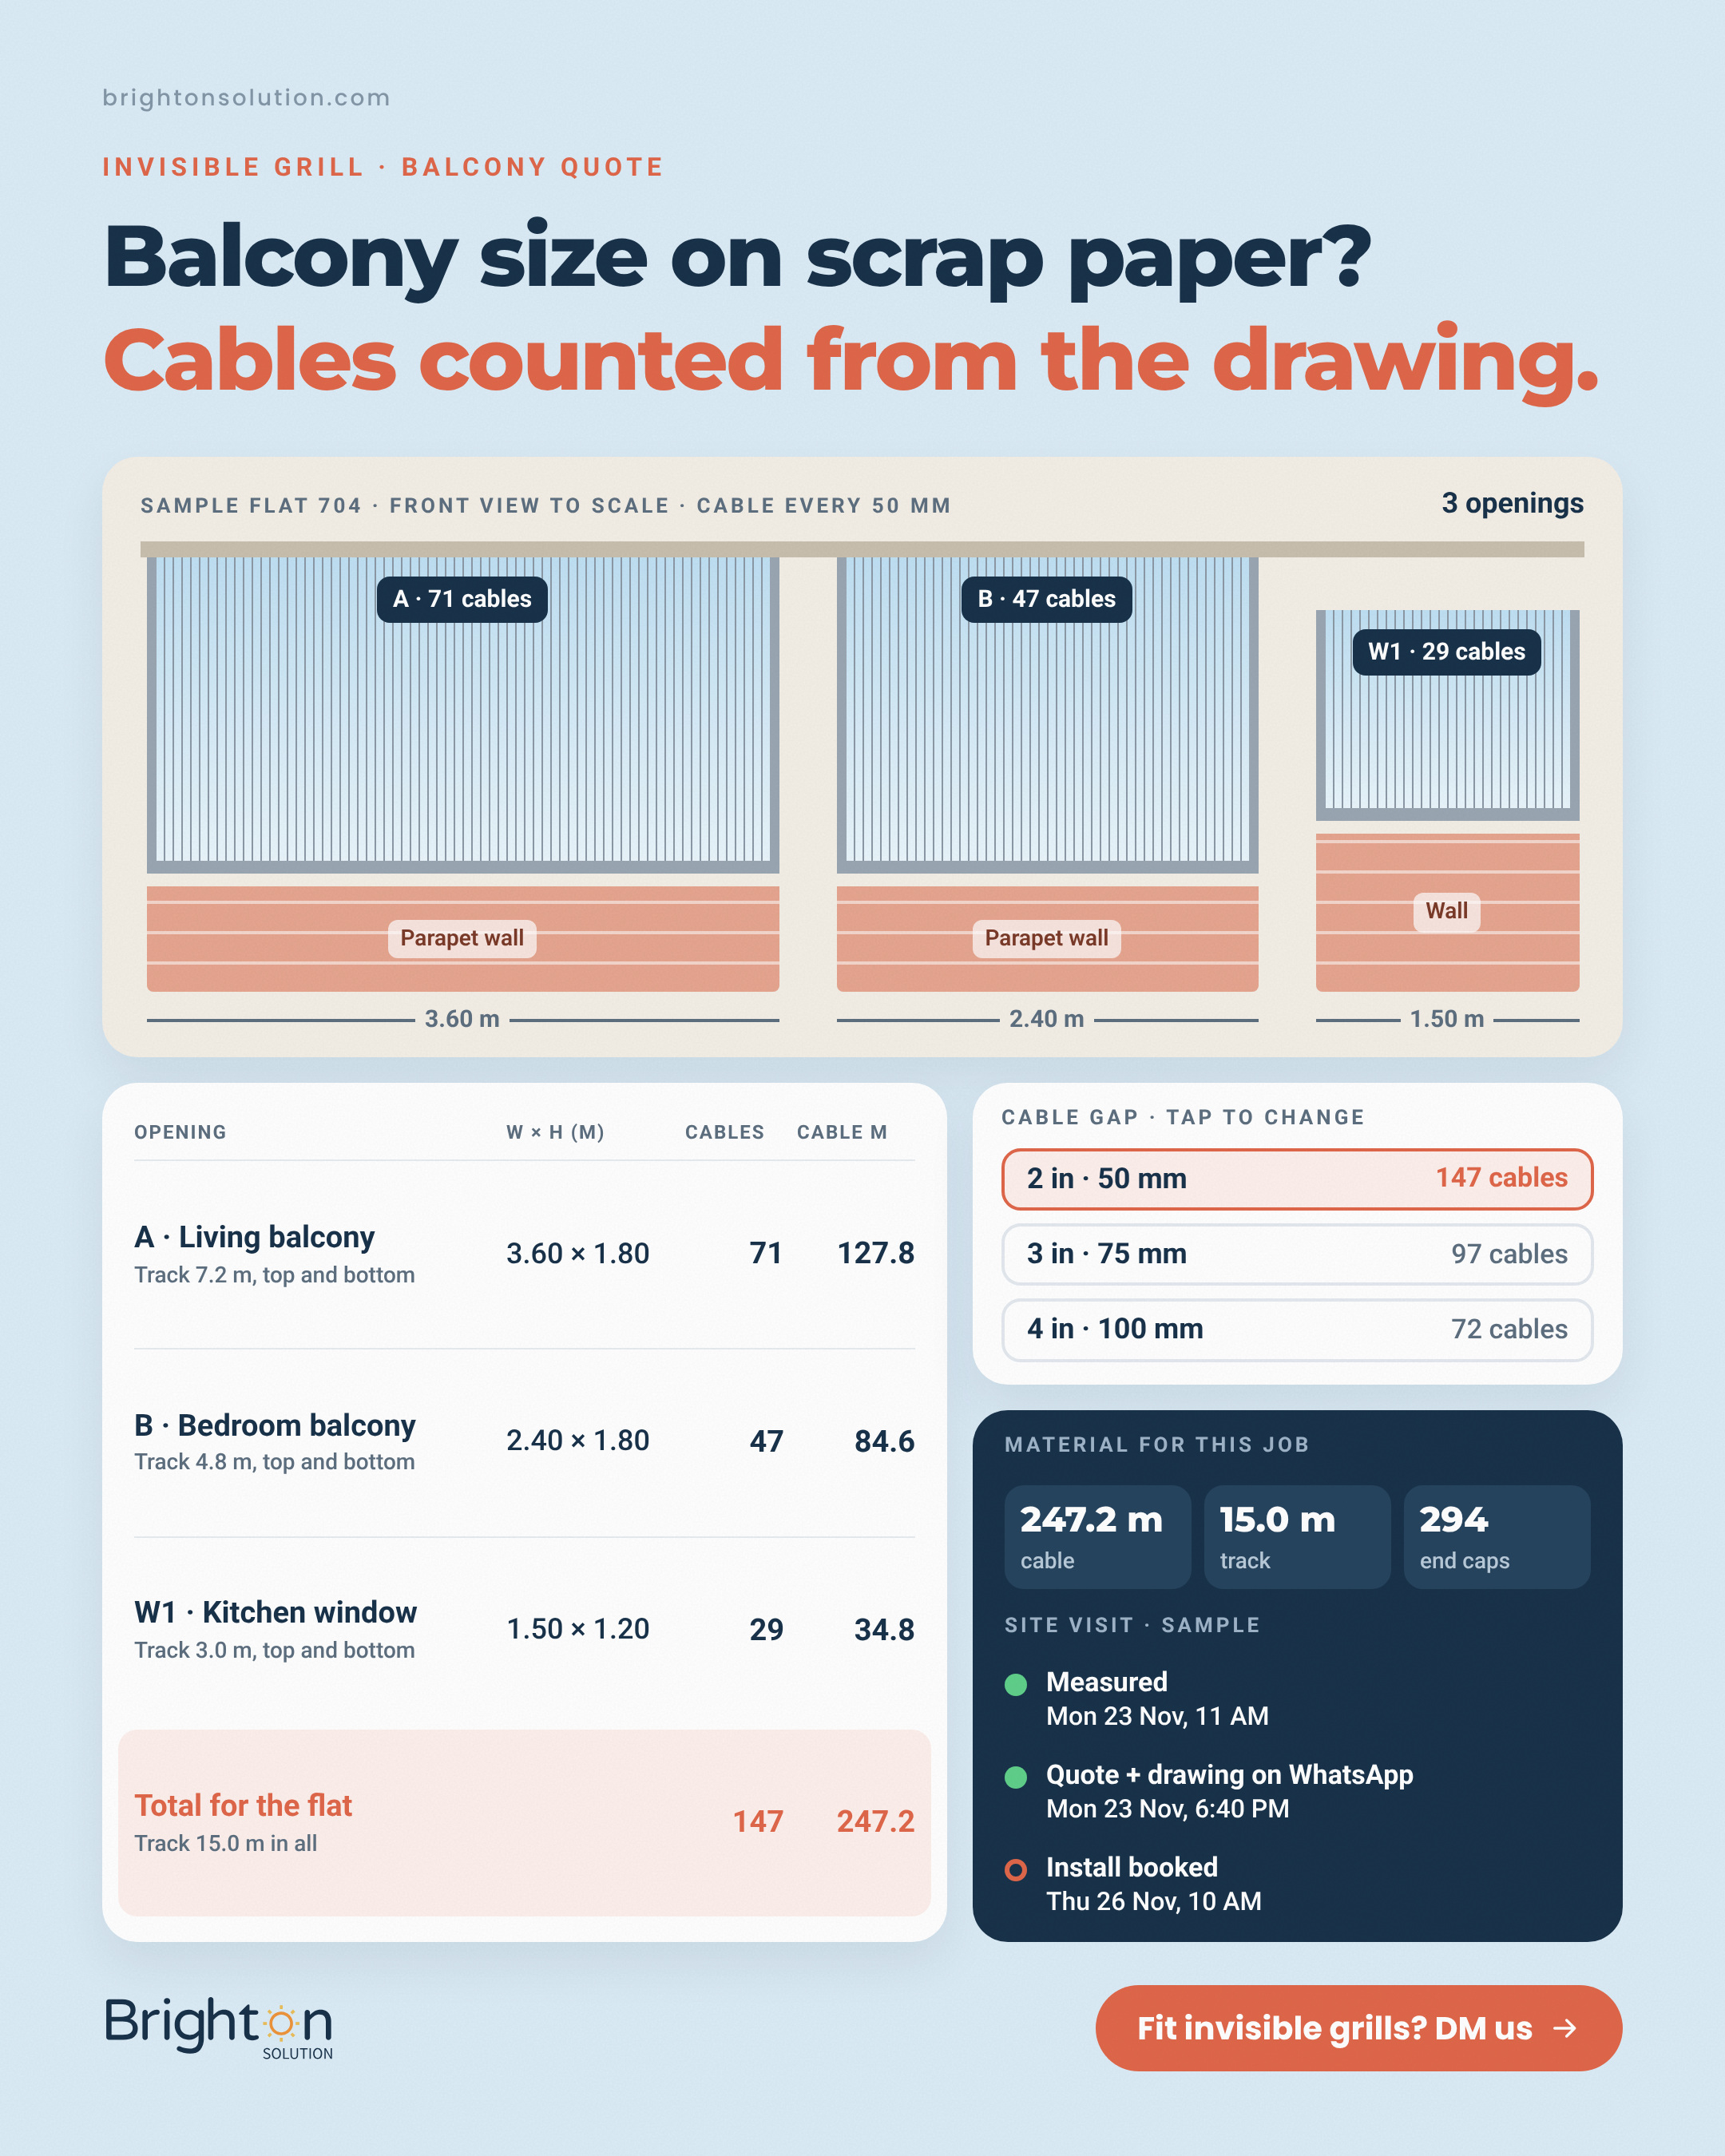 brightonsolution.com
INVISIBLE GRILL · BALCONY QUOTE
Balcony size on scrap paper?
Cables counted from the drawing.
SAMPLE FLAT 704 · FRONT VIEW TO SCALE · CABLE EVERY 50 MM
3 openings
A · 71 cables
B · 47 cables
W1 · 29 cables
Parapet wall
Parapet wall
Wall
3.60 m
2.40 m
1.50 m
OPENING W × H (M) CABLES CABLE M
A · Living balcony 3.60 × 1.80 71 127.8
Track 7.2 m, top and bottom
B · Bedroom balcony 2.40 × 1.80 47 84.6
Track 4.8 m, top and bottom
W1 · Kitchen window 1.50 × 1.20 29 34.8
Track 3.0 m, top and bottom
Total for the flat 147 247.2
Track 15.0 m in all
CABLE GAP · TAP TO CHANGE
2 in · 50 mm 147 cables
3 in · 75 mm 97 cables
4 in · 100 mm 72 cables
MATERIAL FOR THIS JOB
247.2 m 15.0 m 294
cable track end caps
SITE VISIT · SAMPLE
Measured
Mon 23 Nov, 11 AM
Quote + drawing on WhatsApp
Mon 23 Nov, 6:40 PM
Install booked
Thu 26 Nov, 10 AM
Brighton
SOLUTION
Fit invisible grills? DM us →